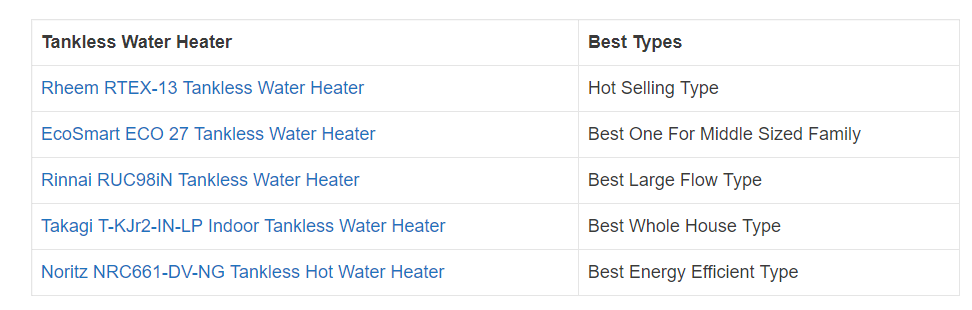 Tankless Water Heater Best Types
Rheem RTEX-13 Tankless Water Heater Hot Selling Type
EcoSmart ECO 27 Tankless Water Heater Best One For Middle Sized Family
Rinnai RUC98iN Tankless Water Heater Best Large Flow Type
Takagi T-KJr2-IN-LP Indoor Tankless Water Heater Best Whole House Type
Noritz NRC661-DV-NG Tankless Hot Water Heater Best Energy Efficient Type